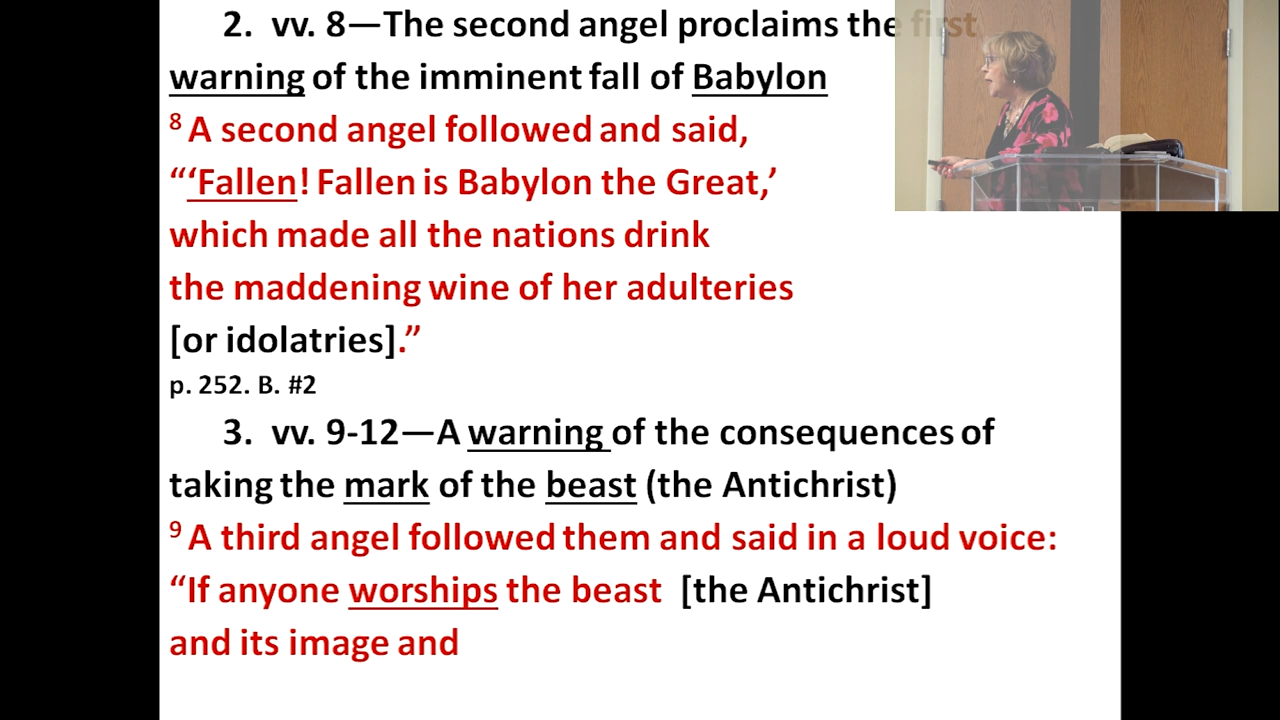 2. vv. 8—The second angel proclaims the first
warning of the imminent fall of Babylon
⁸ A second angel followed and said,
“‘Fallen! Fallen is Babylon the Great,’
which made all the nations drink
the maddening wine of her adulteries
[or idolatries].”
p. 252. B. #2
3. vv. 9-12—A warning of the consequences of
taking the mark of the beast (the Antichrist)
⁹ A third angel followed them and said in a loud voice:
“If anyone worships the beast [the Antichrist]
and its image and